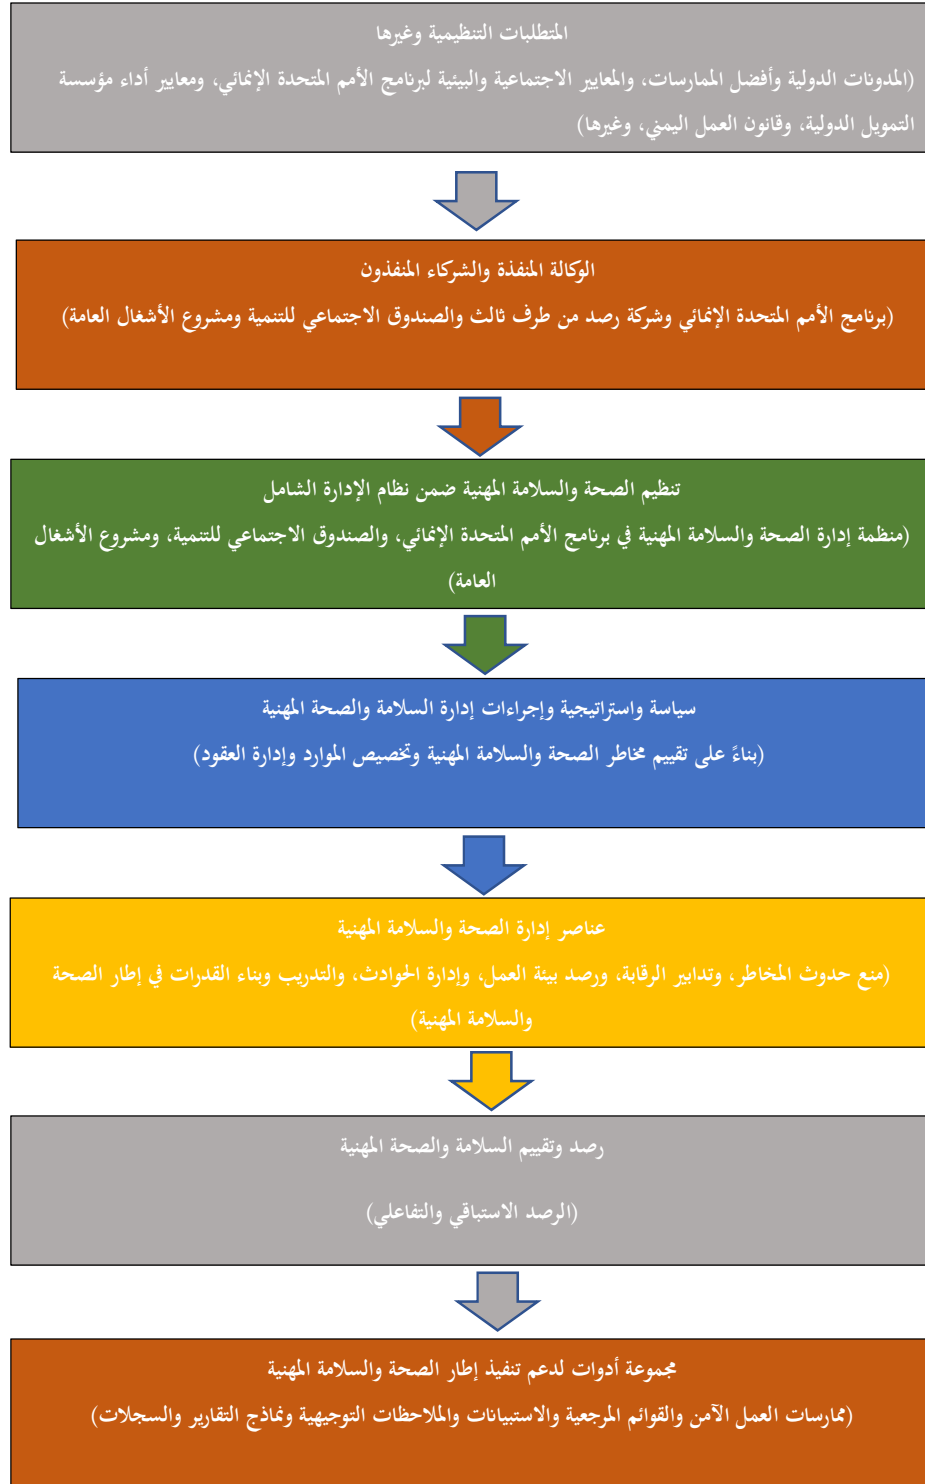 المتطلبات التنظيمية وغيرها
(المدونات الدولية وأفضل الممارسات، والمعايير الاجتماعية والبيئية لبرنامج الأمم المتحدة الإنمائي، ومعايير أداء مؤسسة
التمويل الدولية، وقانون العمل اليمني، وغيرها)
الوكالة المنفذة والشركاء المنفذون
(برنامج الأمم المتحدة الإنمائي وشركة رصد من طرف ثالث والصندوق الاجتماعي للتنمية ومشروع الأشغال العامة)
تنظيم الصحة والسلامة المهنية ضمن نظام الإدارة الشامل
(منظمة إدارة الصحة والسلامة المهنية في برنامج الأمم المتحدة الإنمائي، والصندوق الاجتماعي للتنمية، ومشروع الأشغال
العامة)
سياسة واستراتيجية وإجراءات إدارة السلامة والصحة المهنية
(بناءً على تقييم مخاطر الصحة والسلامة المهنية وتخصيص الموارد وإدارة العقود)
عناصر إدارة الصحة والسلامة المهنية
(منع حدوث المخاطر، وتدابير الرقابة، ورصد بيئة العمل، وإدارة الحوادث، والتدريب وبناء القدرات في إطار الصحة
والسلامة المهنية)
رصد وتقييم السلامة والصحة المهنية
(الرصد الاستباقي والتفاعلي)
مجموعة أدوات لدعم تنفيذ إطار الصحة والسلامة المهنية
(ممارسات العمل الآمن والقوائم المرجعية والاستبيانات والملاحظات التوجيهية ونماذج التقارير والسجلات)